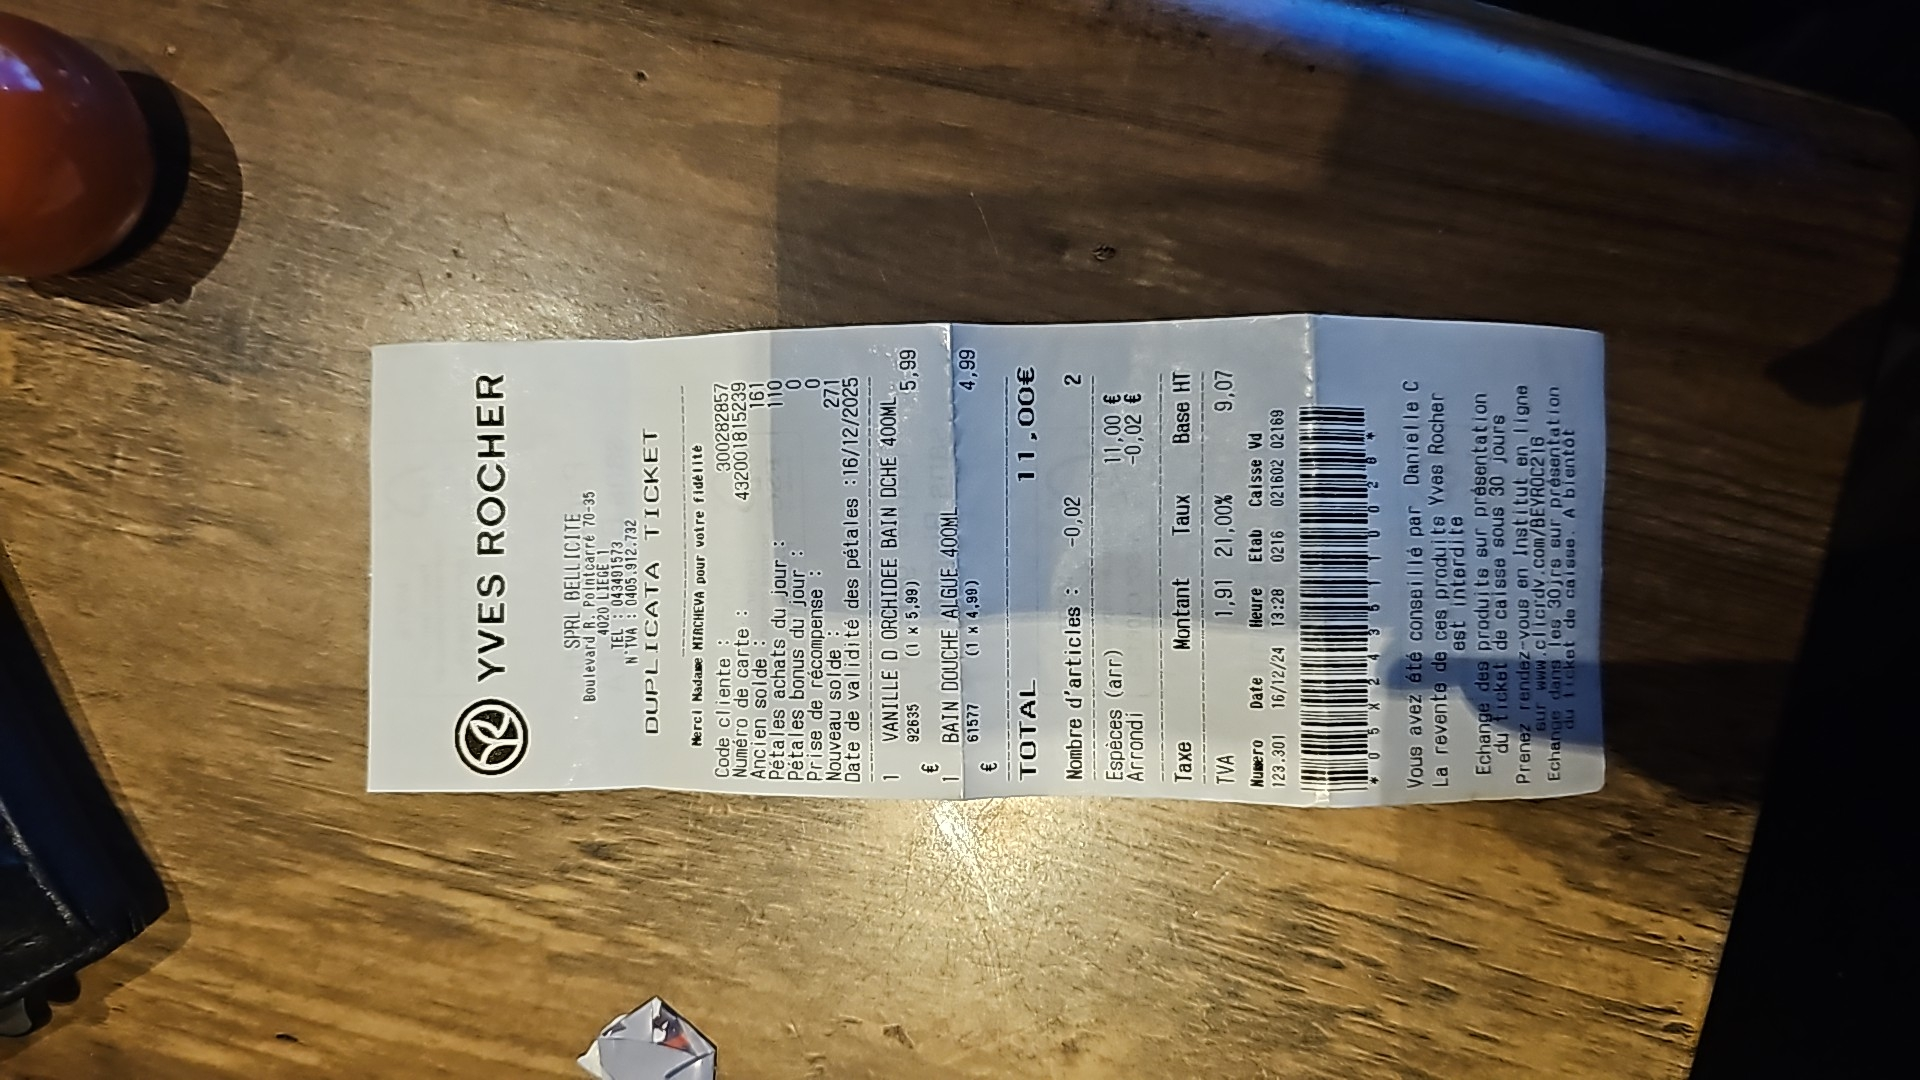 YVES ROCHER
SPRL BELLICITE
Boulevard R. Poincarré 70-35
4020 LIEGE 1
TEL : 043401573
N°TVA : 0405.912.732
DUPLICATA TICKET
Merci Madame MIRCHEVA pour votre fidélité
Code cliente : 3000282857
Numéro de carte : 432001815239
Ancien solde : 161
Pétales achats du jour : 110
Pétales bonus du jour : 0
Prise de récompense : 0
Nouveau solde : 271
Date de validité des pétales :16/12/2025
1 VANILLE D ORCHIDEE BAIN DCHE 400ML
92635 (1 x 5,99) 5,99
€
1 BAIN DOUCHE ALGUE 400ML
61577 (1 x 4,99) 4,99
€
TOTAL 11,00€
Nombre d'articles : -0,02 2
Espèces (arr) 11,00 €
Arrondi -0,02 €
Taxe Montant Taux Base HT
TVA 1,91 21,00% 9,07
Numero Date Heure Etab Caisse Vd
123.301 16/12/24 13:28 0216 021602 02169
Vous avez été conseillé par Danielle C
La revente de ces produits Yves Rocher
est interdite
Echange des produits sur présentation
du ticket de caisse sous 30 jours
Prenez rendez-vous en Institut en ligne
sur www.clicrdv.com/BEYROC216
Echange dans les 30jrs sur présentation
du ticket de caisse. A bientôt